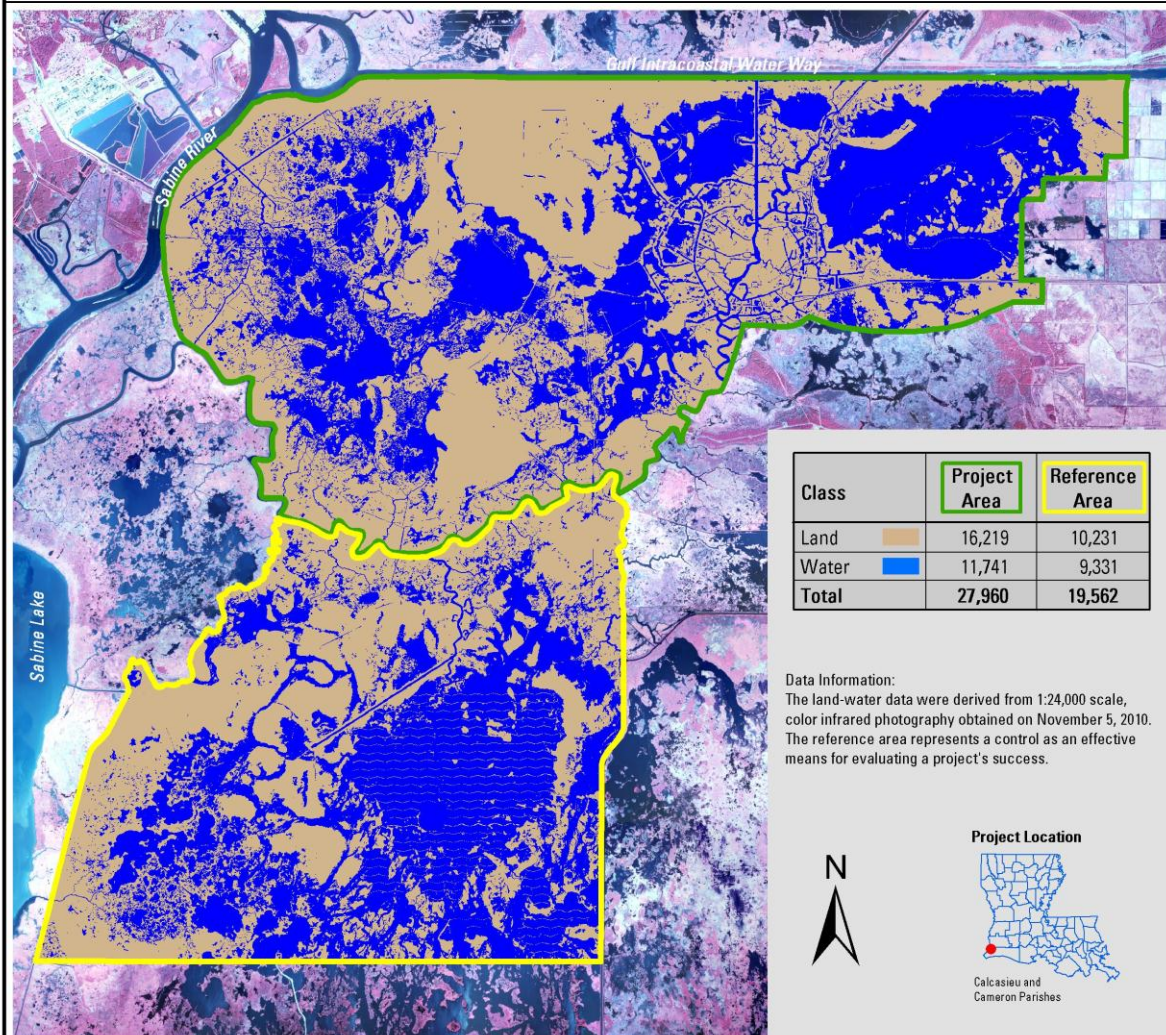 Gulf Intracoastal Water Way
Sabine River
Sabine Lake
Class Project Area Reference Area
Land 16,219 10,231
Water 11,741 9,331
Total 27,960 19,562
Data Information:
The land-water data were derived from 1:24,000 scale,
color infrared photography obtained on November 5, 2010.
The reference area represents a control as an effective
means for evaluating a project's success.
N
Project Location
Calcasieu and
Cameron Parishes